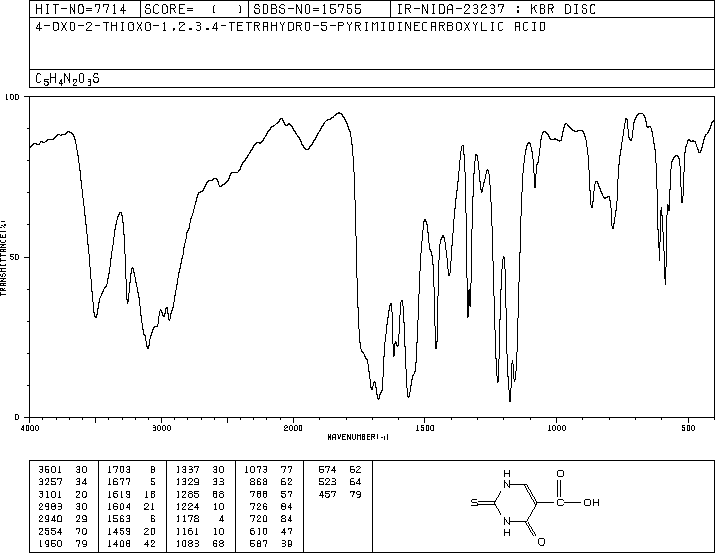 HIT-NO=7714 SCORE= ( ) SDBS-NO=15755 IR-NIDA-23237 : KBR DISC
4-OXO-2-THIOXO-1,2,3,4-TETRAHYDRO-5-PYRIMIDINECARBOXYLIC ACID
C5H4N2O3S
100
50
0
TRANSMITTANCE(%)
4000 3000 2000 1500 1000 500
WAVENUMBER(-1)
3501 30 1703 8 1337 30 1073 77 574 62
3257 34 1677 5 1329 33 868 62 523 64
3101 20 1619 18 1285 68 788 57 457 79
2983 30 1604 21 1224 10 726 84
2940 29 1563 6 1178 4 720 84
2554 70 1459 20 1161 10 610 47
1950 79 1408 42 1083 68 587 39
H
N
O
S
C
OH
N
H
O